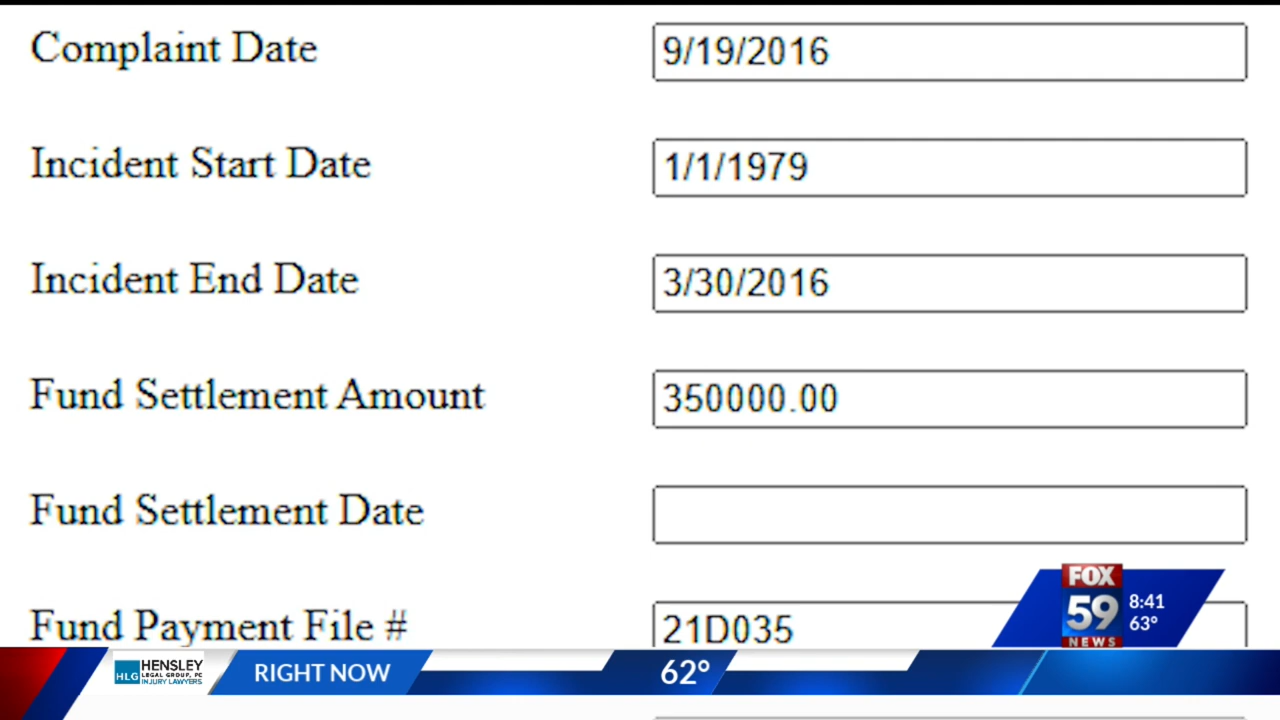 Complaint Date 9/19/2016
Incident Start Date 1/1/1979
Incident End Date 3/30/2016
Fund Settlement Amount 350000.00
Fund Settlement Date
Fund Payment File # 21D035
FOX
59
NEWS
8:41
63°
HLG
HENSLEY
LEGAL GROUP, PC
INJURY LAWYERS
RIGHT NOW
62°